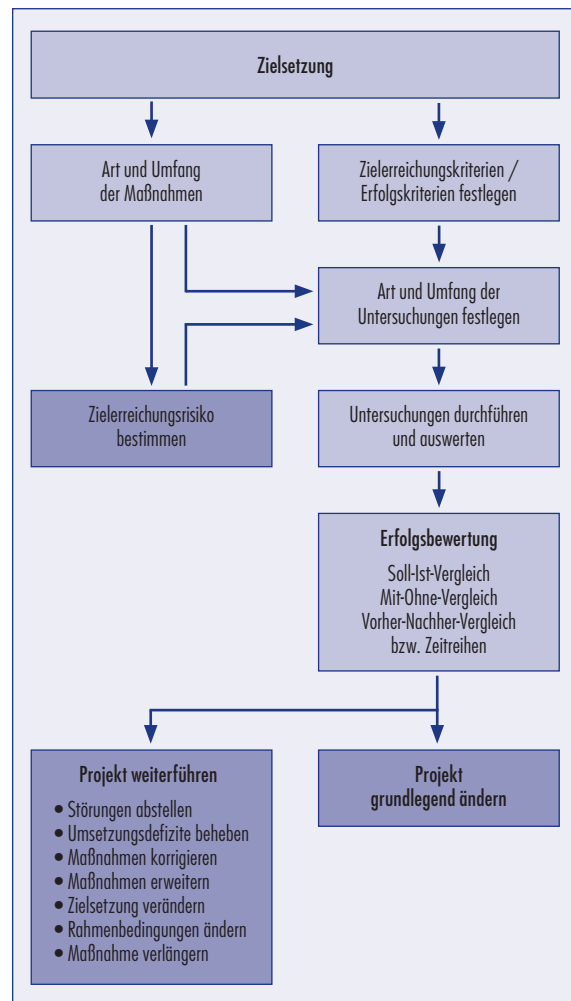 Zielsetzung
Art und Umfang
der Maßnahmen
Zielerreichungskriterien /
Erfolgskriterien festlegen
Art und Umfang der
Untersuchungen festlegen
Zielerreichungsrisiko
bestimmen
Untersuchungen durchführen
und auswerten
Erfolgsbewertung
Soll-Ist-Vergleich
Mit-Ohne-Vergleich
Vorher-Nachher-Vergleich
bzw. Zeitreihen
Projekt weiterführen
• Störungen abstellen
• Umsetzungsdefizite beheben
• Maßnahmen korrigieren
• Maßnahmen erweitern
• Zielsetzung verändern
• Rahmenbedingungen ändern
• Maßnahme verlängern
Projekt
grundlegend ändern